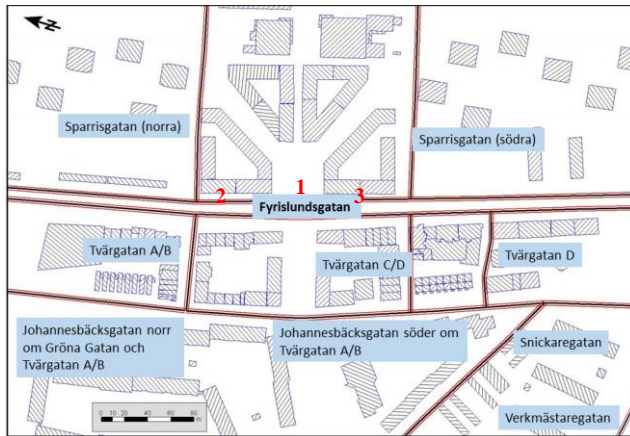 N
Sparrisgatan (norra)
Sparrisgatan (södra)
1
2
3
Fyrislundsgatan
Tvärgatan A/B
Tvärgatan C/D
Tvärgatan D
Johannesbäcksgatan norr
om Gröna Gatan och
Tvärgatan A/B
Johannesbäcksgatan söder om
Tvärgatan A/B
Snickaregatan
Verkmästaregatan
0 10 20 40 60 80
m